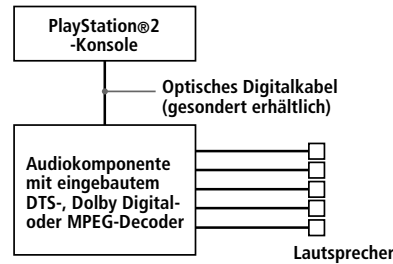 PlayStation®2
-Konsole
Optisches Digitalkabel
(gesondert erhältlich)
Audiokomponente
mit eingebautem
DTS-, Dolby Digital-
oder MPEG-Decoder
Lautsprecher